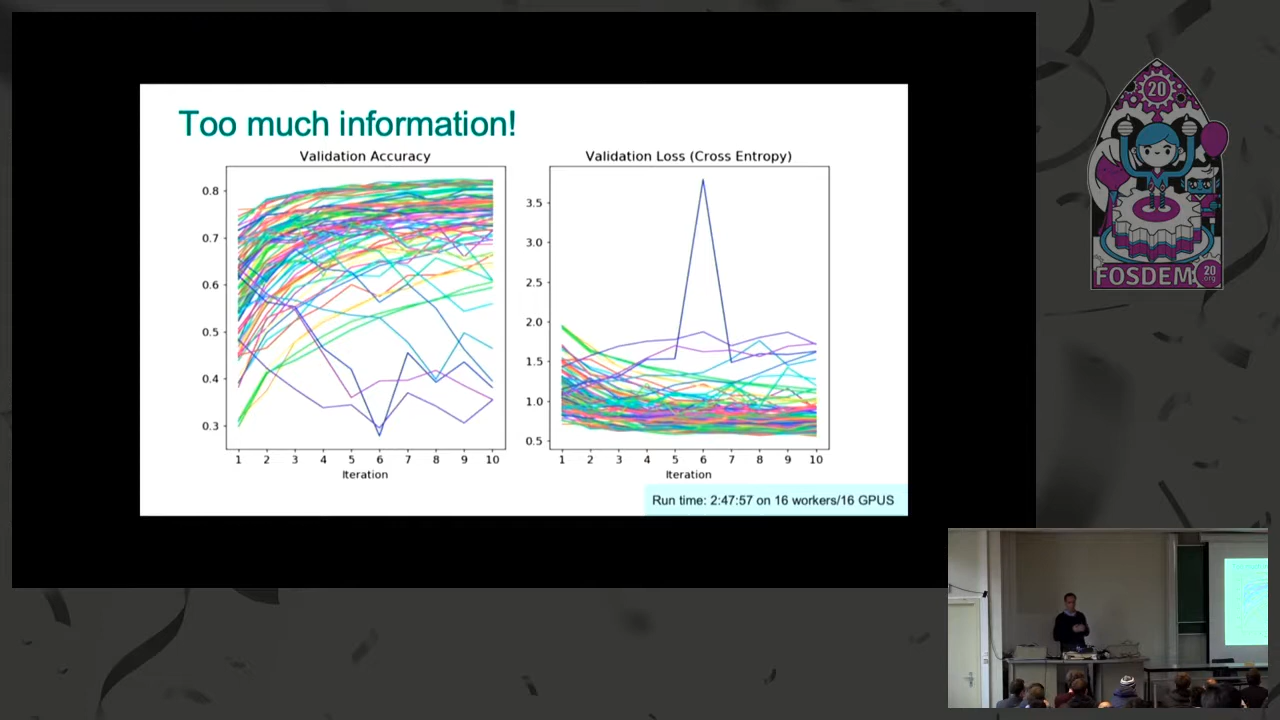 Too much information!
Validation Accuracy
0.8
0.7
0.6
0.5
0.4
0.3
1 2 3 4 5 6 7 8 9 10
Iteration
Validation Loss (Cross Entropy)
3.5
3.0
2.5
2.0
1.5
1.0
0.5
1 2 3 4 5 6 7 8 9 10
Iteration
Run time: 2:47:57 on 16 workers/16 GPUS
20
FOSDEM
20
.org